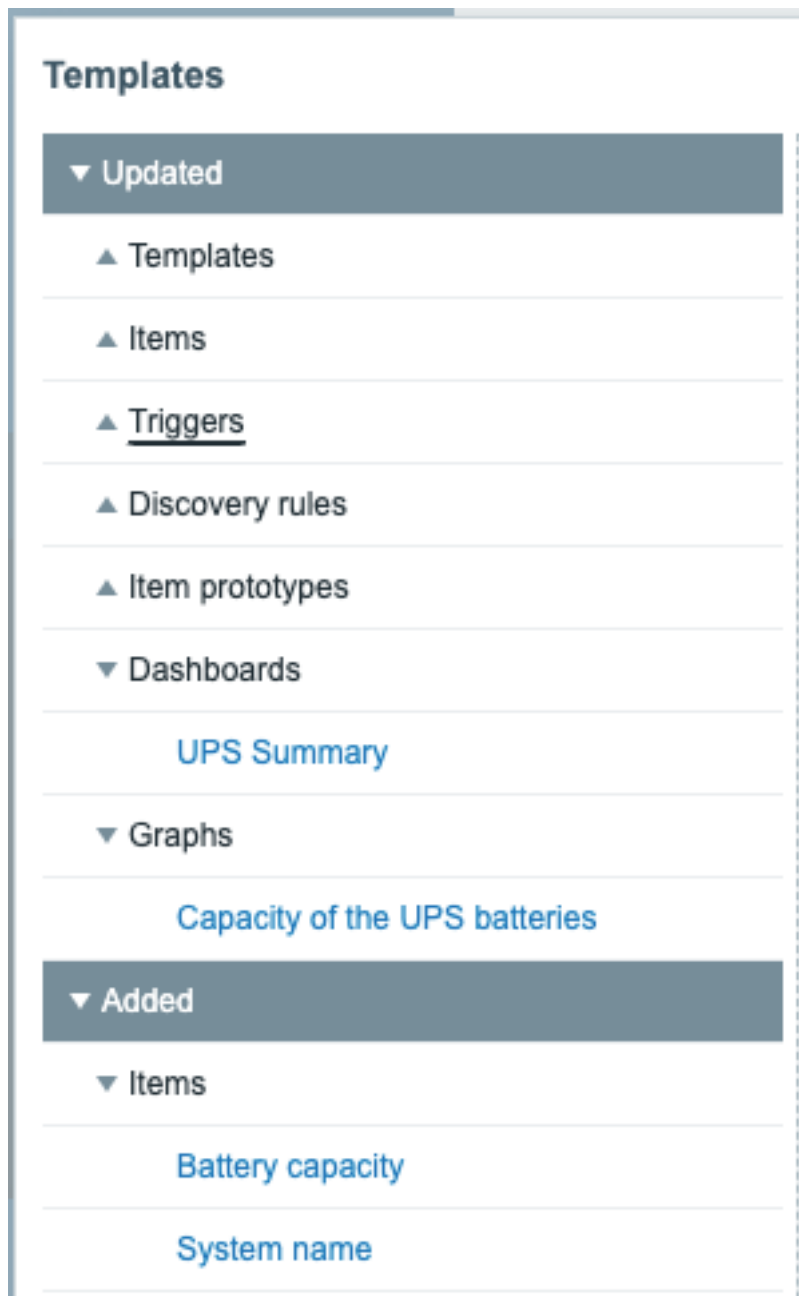 Templates
Updated
Templates
Items
Triggers
Discovery rules
Item prototypes
Dashboards
UPS Summary
Graphs
Capacity of the UPS batteries
Added
Items
Battery capacity
System name